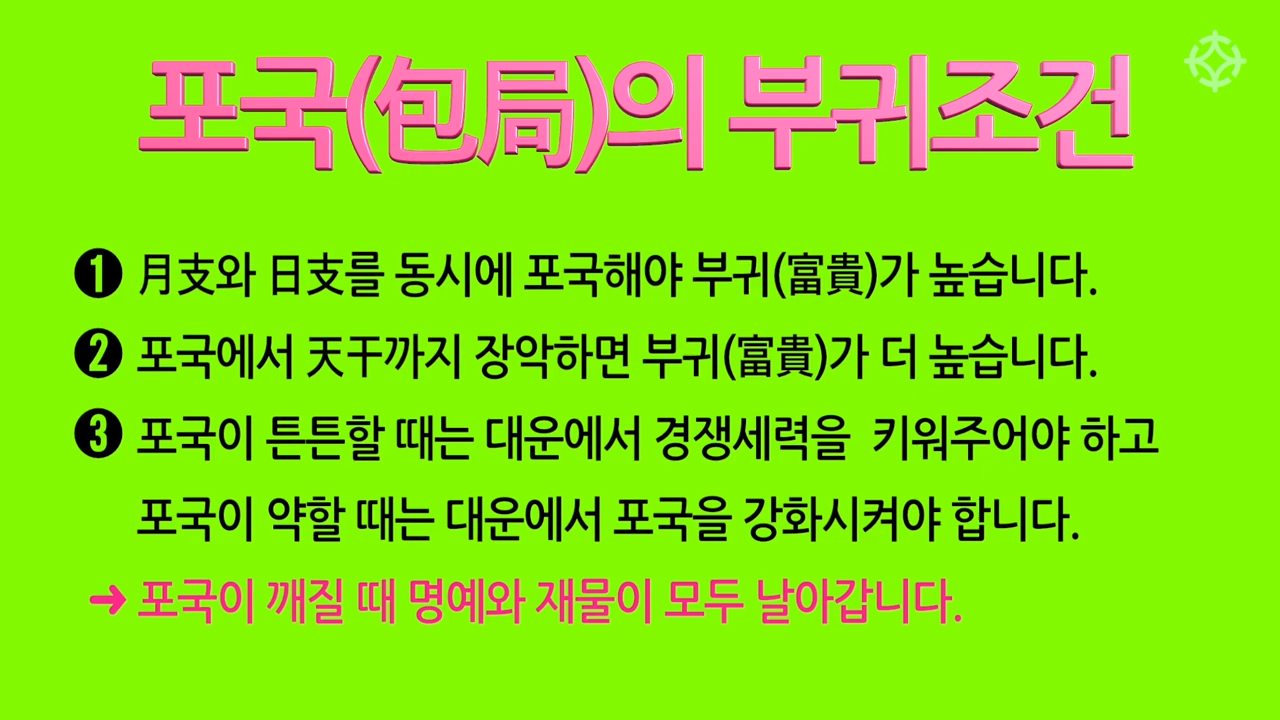 포국(包局)의 부귀조건
❶ 月支와 日支를 동시에 포국해야 부귀(富貴)가 높습니다.
❷ 포국에서 天干까지 장악하면 부귀(富貴)가 더 높습니다.
❸ 포국이 튼튼할 때는 대운에서 경쟁세력을 키워주어야 하고
포국이 약할 때는 대운에서 포국을 강화시켜야 합니다.
➜ 포국이 깨질 때 명예와 재물이 모두 날아갑니다.